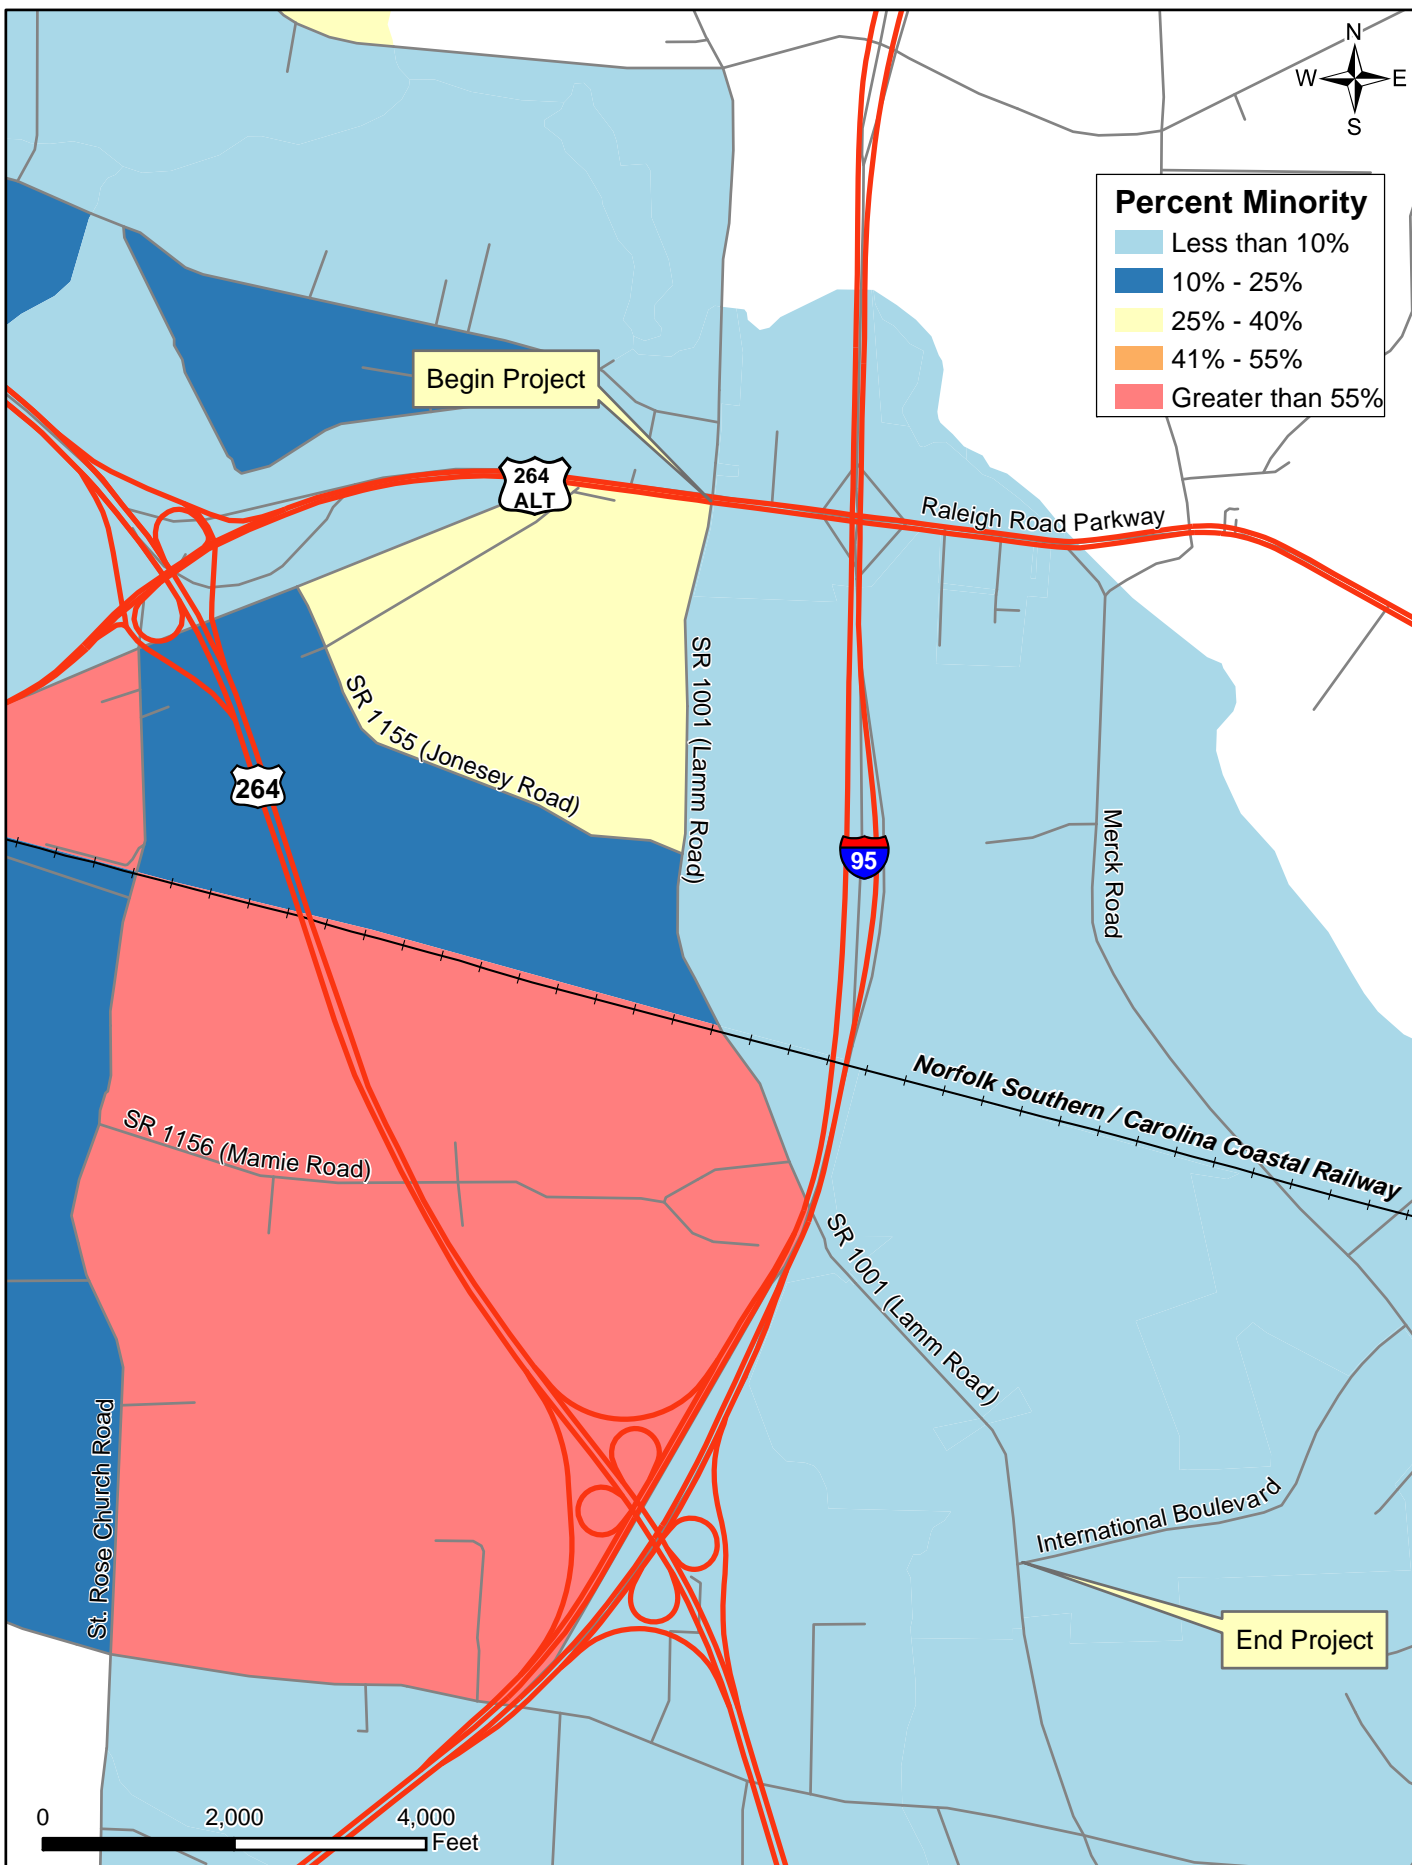 N
W E
S
Percent Minority
Less than 10%
10% - 25%
25% - 40%
41% - 55%
Greater than 55%
Begin Project
264
ALT
Raleigh Road Parkway
SR 1001 (Lamm Road)
SR 1155 (Jonesey Road)
264
95
Merck Road
Norfolk Southern / Carolina Coastal Railway
SR 1156 (Mamie Road)
SR 1001 (Lamm Road)
St. Rose Church Road
International Boulevard
End Project
0 2,000 4,000
Feet